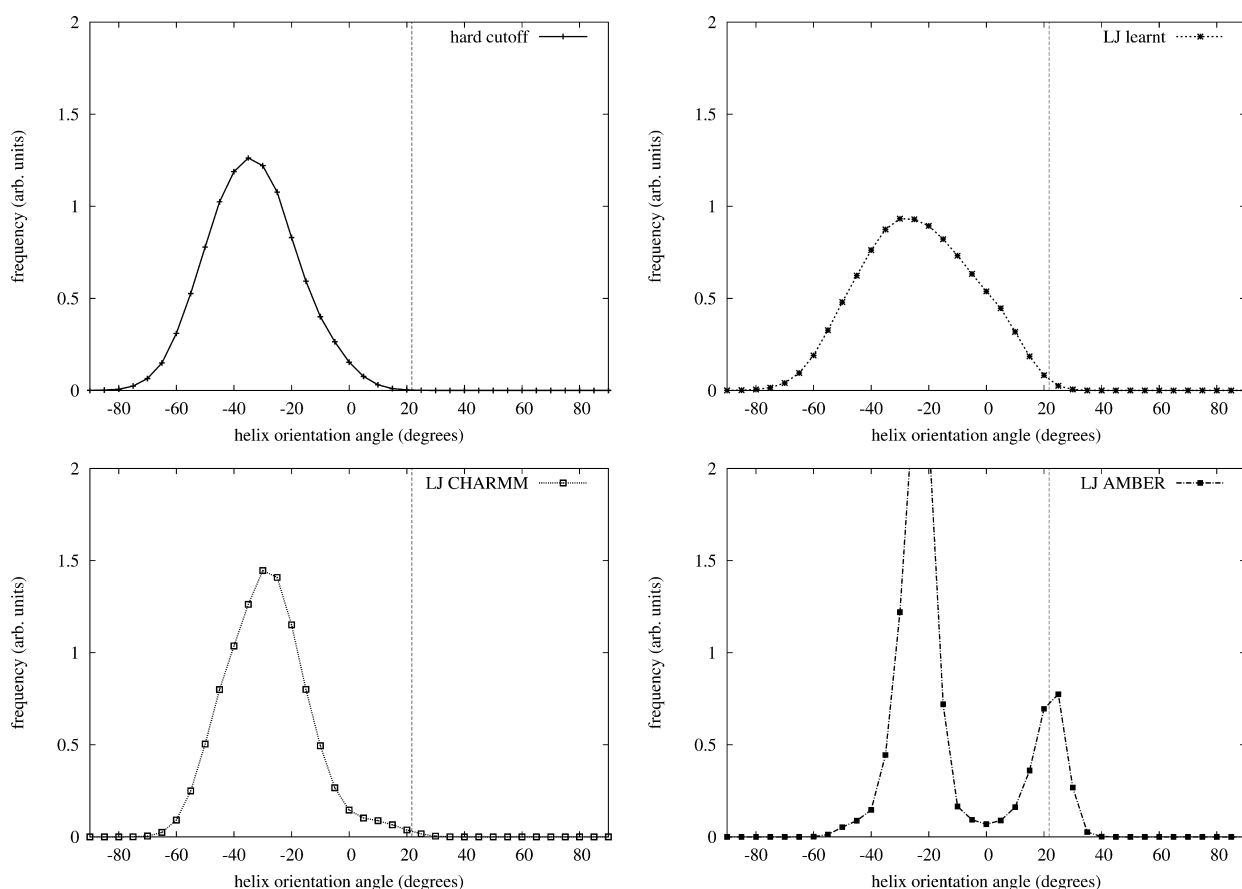 hard cutoff
frequency (arb. units)
2
1.5
1
0.5
0
-80 -60 -40 -20 0 20 40 60 80
helix orientation angle (degrees)
LJ learnt
frequency (arb. units)
2
1.5
1
0.5
0
-80 -60 -40 -20 0 20 40 60 80
helix orientation angle (degrees)
LJ CHARMM
frequency (arb. units)
2
1.5
1
0.5
0
-80 -60 -40 -20 0 20 40 60 80
helix orientation angle (degrees)
LJ AMBER
frequency (arb. units)
2
1.5
1
0.5
0
-80 -60 -40 -20 0 20 40 60 80
helix orientation angle (degrees)